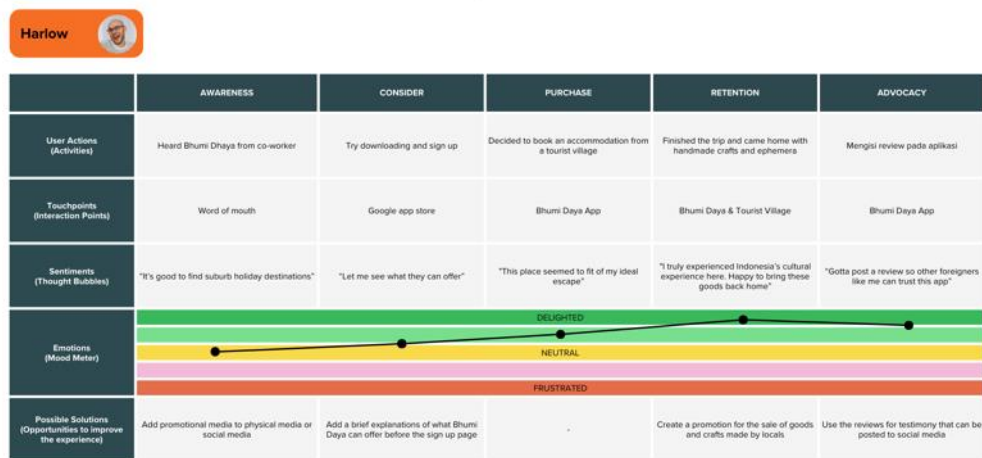 Harlow
AWARENESS
CONSIDER
PURCHASE
RETENTION
ADVOCACY
User Actions
(Activities)
Heard Bhumi Dhaya from co-worker
Try downloading and sign up
Decided to book an accommodation from
a tourist village
Finished the trip and came home with
handmade crafts and ephemera
Mengisi review pada aplikasi
Touchpoints
(Interaction Points)
Word of mouth
Google app store
Bhumi Daya App
Bhumi Daya & Tourist Village
Bhumi Daya App
Sentiments
(Thought Bubbles)
"It's good to find suburb holiday destinations"
"Let me see what they can offer"
"This place seemed to fit of my ideal
escape"
"I truly experienced Indonesia's cultural
experience here. Happy to bring these
goods back home"
"Gotta post a review so other foreigners
like me can trust this app"
Emotions
(Mood Meter)
DELIGHTED
NEUTRAL
FRUSTRATED
Possible Solutions
(Opportunities to improve
the experience)
Add promotional media to physical media or
social media
Add a brief explanations of what Bhumi
Daya can offer before the sign up page
-
Create a promotion for the sale of goods
and crafts made by locals
Use the reviews for testimony that can be
posted to social media